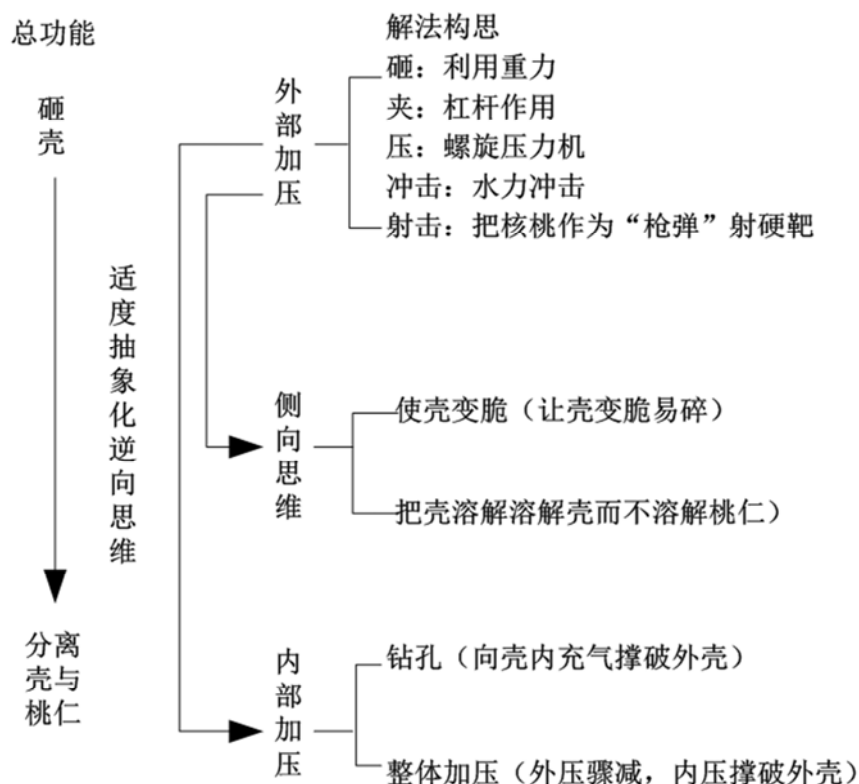 总功能
砸壳
适度抽象化逆向思维
分离
壳与
桃仁
外部加压
解法构思
砸：利用重力
夹：杠杆作用
压：螺旋压力机
冲击：水力冲击
射击：把核桃作为“枪弹”射硬靶
侧向思维
使壳变脆（让壳变脆易碎）
把壳溶解溶解壳而不溶解桃仁）
内部加压
钻孔（向壳内充气撑破外壳）
整体加压（外压骤减，内压撑破外壳）